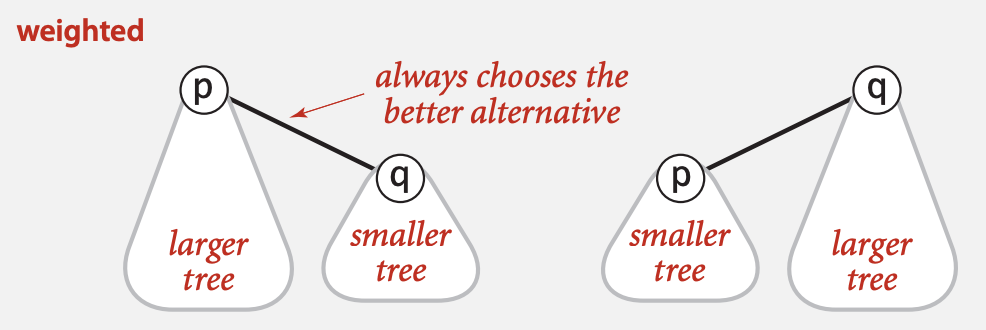 weighted
p
always chooses the
better alternative
q
larger
tree
smaller
tree
q
p
smaller
tree
larger
tree